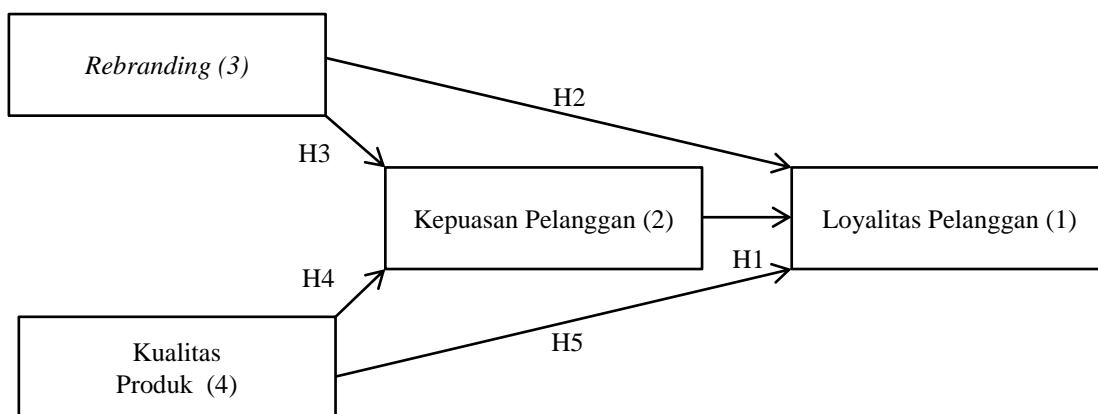 Rebranding (3)
H2
H3
Kepuasan Pelanggan (2)
Loyalitas Pelanggan (1)
H1
H4
H5
Kualitas
Produk (4)